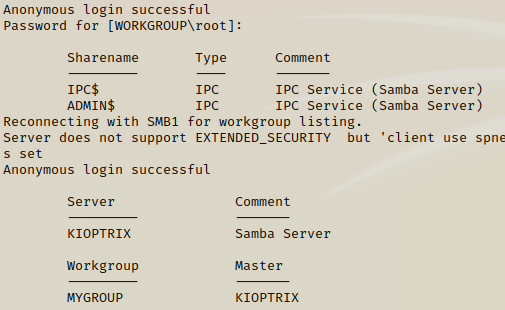 Anonymous login successful
Password for [WORKGROUP\root]:
Sharename Type Comment
--------- ---- -------
IPC$ IPC IPC Service (Samba Server)
ADMIN$ IPC IPC Service (Samba Server)
Reconnecting with SMB1 for workgroup listing.
Server does not support EXTENDED_SECURITY but 'client use spne
s set
Anonymous login successful
Server Comment
--------- -------
KIOPTRIX Samba Server
Workgroup Master
--------- -------
MYGROUP KIOPTRIX